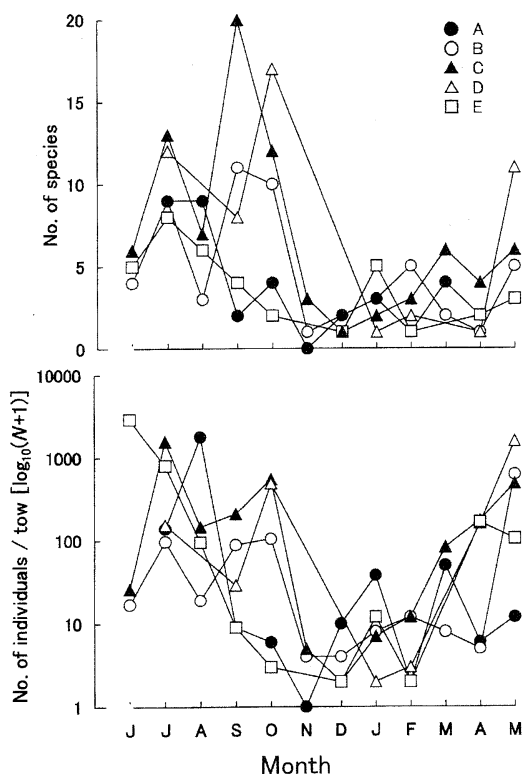 20
15
10
5
0
No. of species
A
B
C
D
E
10000
1000
100
10
1
No. of individuals / tow [log₁₀(N+1)]
J J A S O N D J F M A M
Month